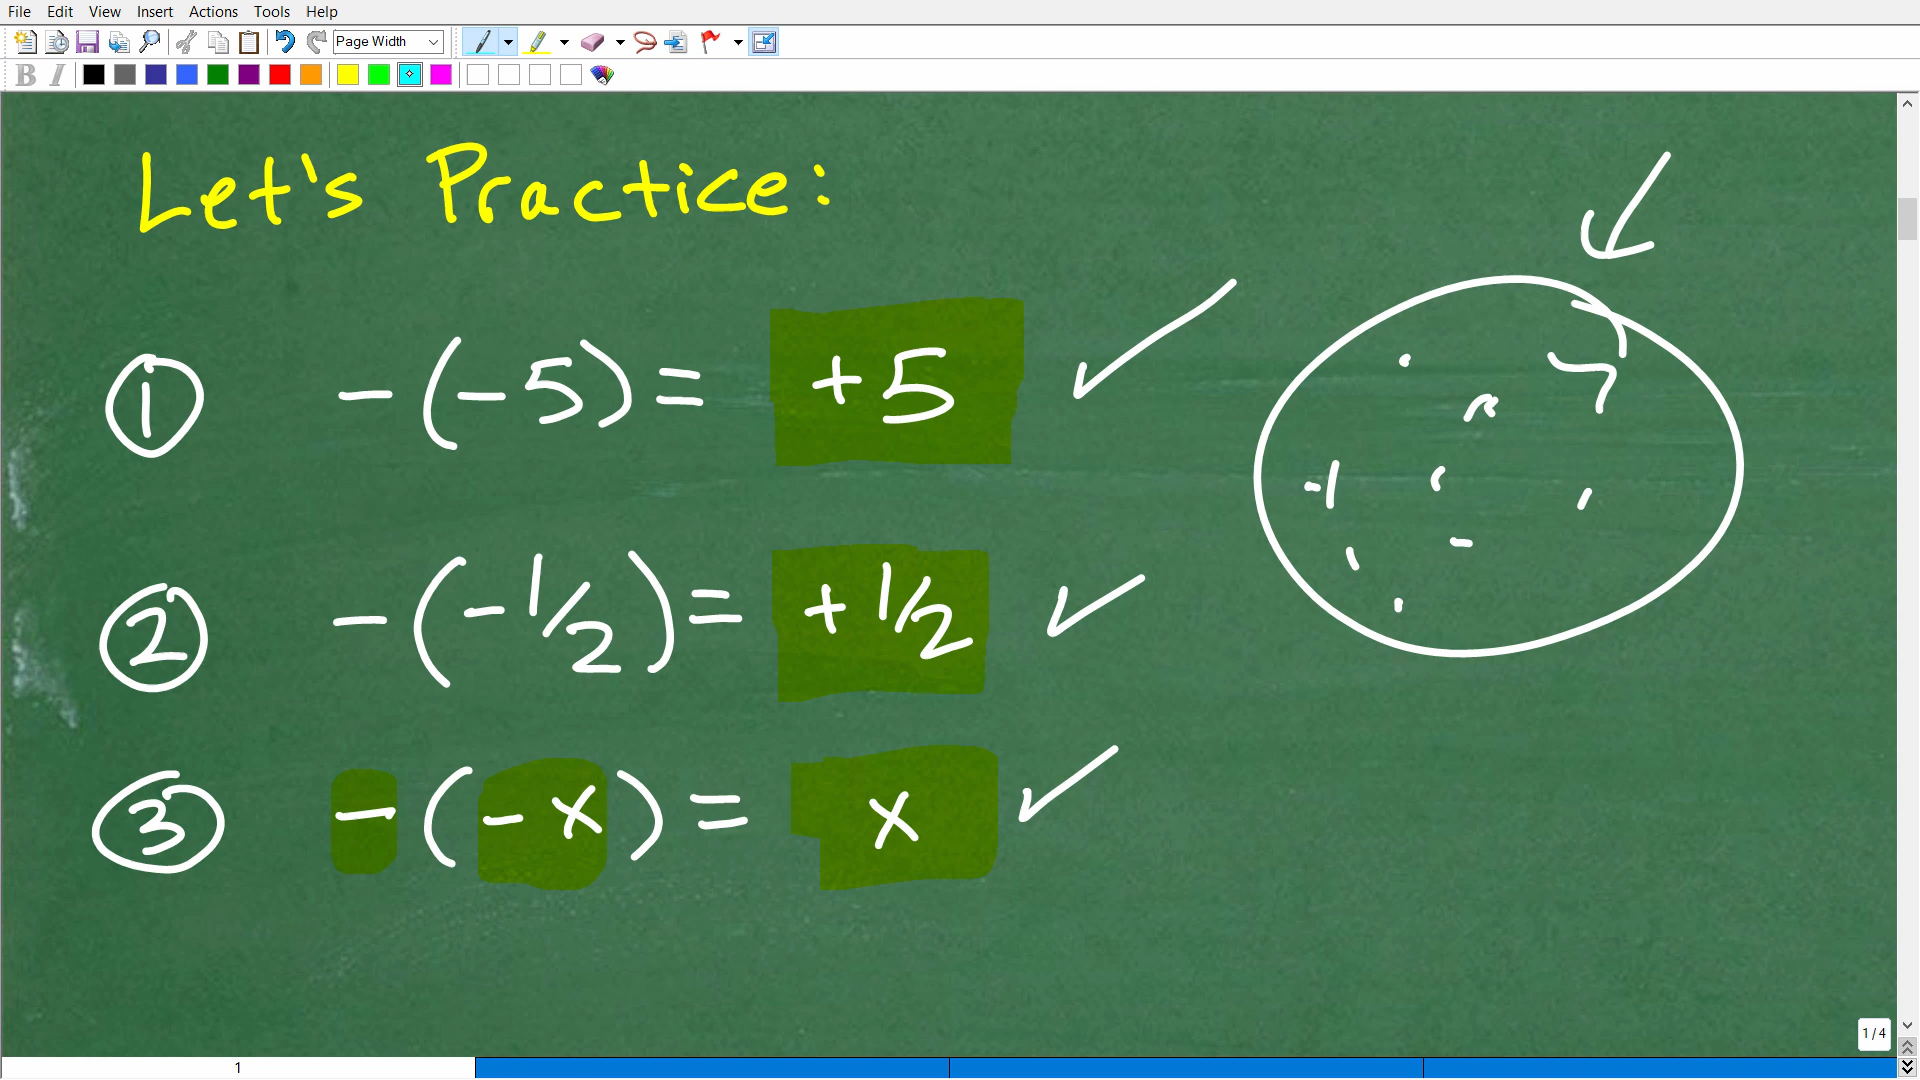 File Edit View Insert Actions Tools Help
Page Width
B I
Let's Practice:
1 -(-5)= +5 ✓
2 -(-1/2)= +1/2 ✓
3 -(-x)= x ✓
-1
1/4
1